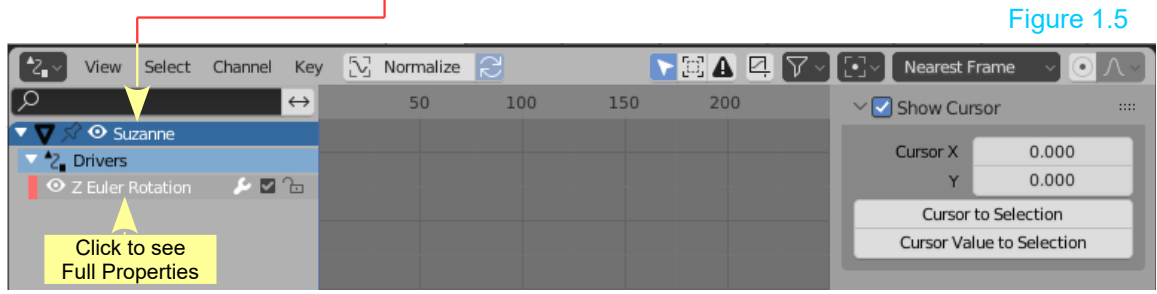 Figure 1.5
View Select Channel Key Normalize Nearest Frame
50 100 150 200
Show Cursor
Suzanne
Drivers
Z Euler Rotation
Cursor X 0.000
Y 0.000
Cursor to Selection
Cursor Value to Selection
Click to see
Full Properties